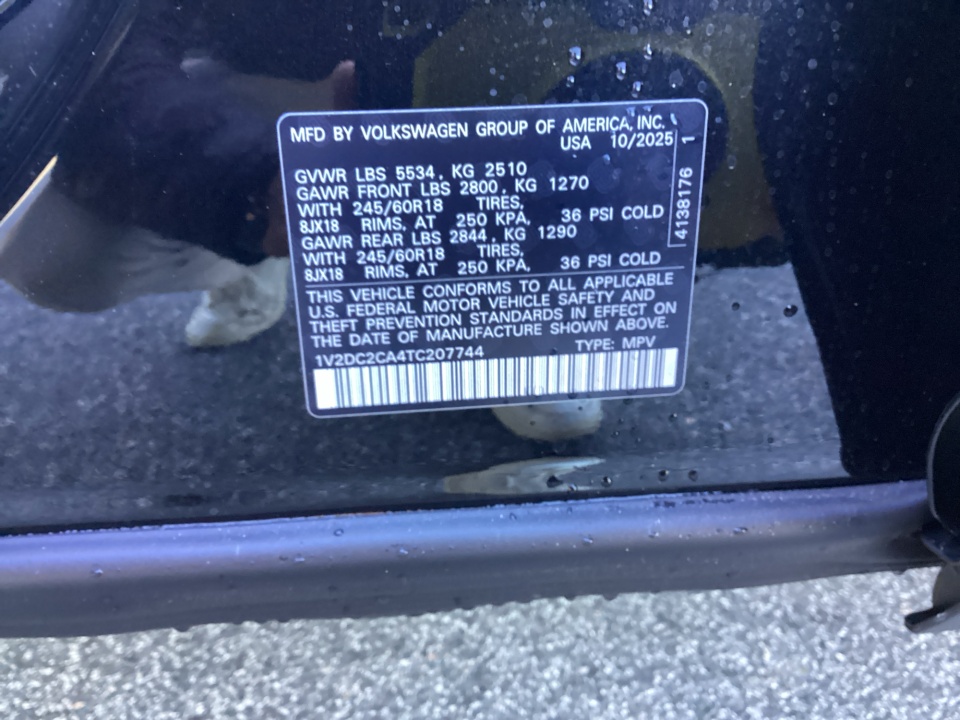 MFD BY VOLKSWAGEN GROUP OF AMERICA, INC.
USA 10/2025
GVWR LBS 5534, KG 2510
GAWR FRONT LBS 2800, KG 1270
WITH 245/60R18 TIRES,
8JX18 RIMS, AT 250 KPA, 36 PSI COLD
GAWR REAR LBS 2844, KG 1290
WITH 245/60R18 TIRES,
8JX18 RIMS, AT 250 KPA, 36 PSI COLD
THIS VEHICLE CONFORMS TO ALL APPLICABLE
U.S. FEDERAL MOTOR VEHICLE SAFETY AND
THEFT PREVENTION STANDARDS IN EFFECT ON
THE DATE OF MANUFACTURE SHOWN ABOVE.
1V2DC2CA4TC207744 TYPE: MPV
4138176 1